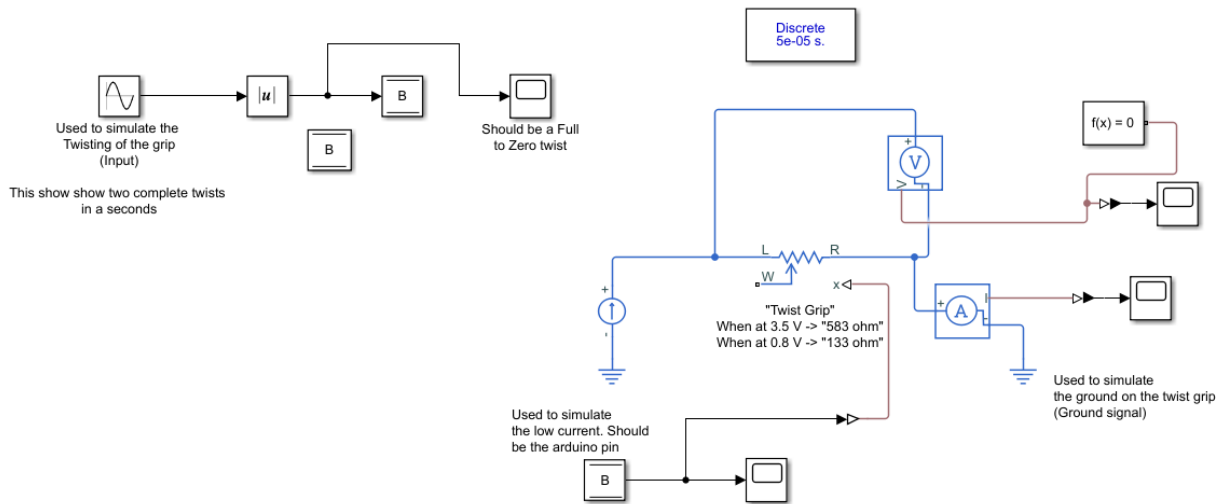 Discrete
5e-05 s.
|u|
B
Used to simulate the
Twisting of the grip
(Input)
B
Should be a Full
to Zero twist
This show show two complete twists
in a seconds
f(x) = 0
+
V
V
-
L
R
W
x
+
-
"Twist Grip"
When at 3.5 V -> "583 ohm"
When at 0.8 V -> "133 ohm"
+
A
I
-
Used to simulate
the ground on the twist grip
(Ground signal)
Used to simulate
the low current. Should
be the arduino pin
B